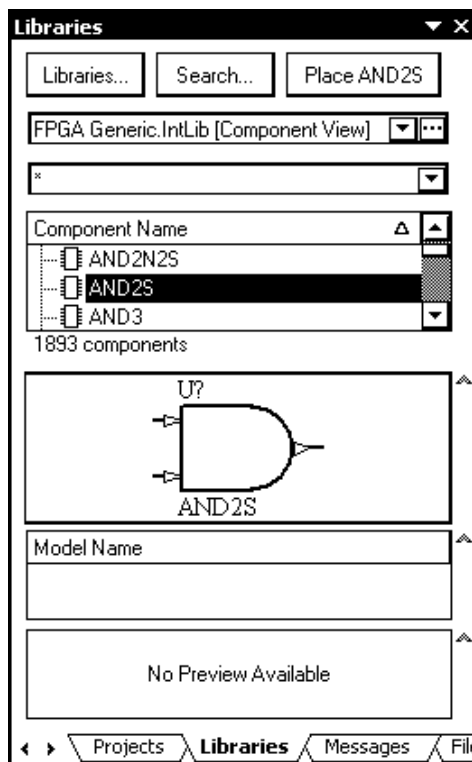 Libraries
Libraries... Search... Place AND2S
FPGA Generic.IntLib [Component View]
*
Component Name
AND2N2S
AND2S
AND3
1893 components
U?
AND2S
Model Name
No Preview Available
Projects Libraries Messages Fil